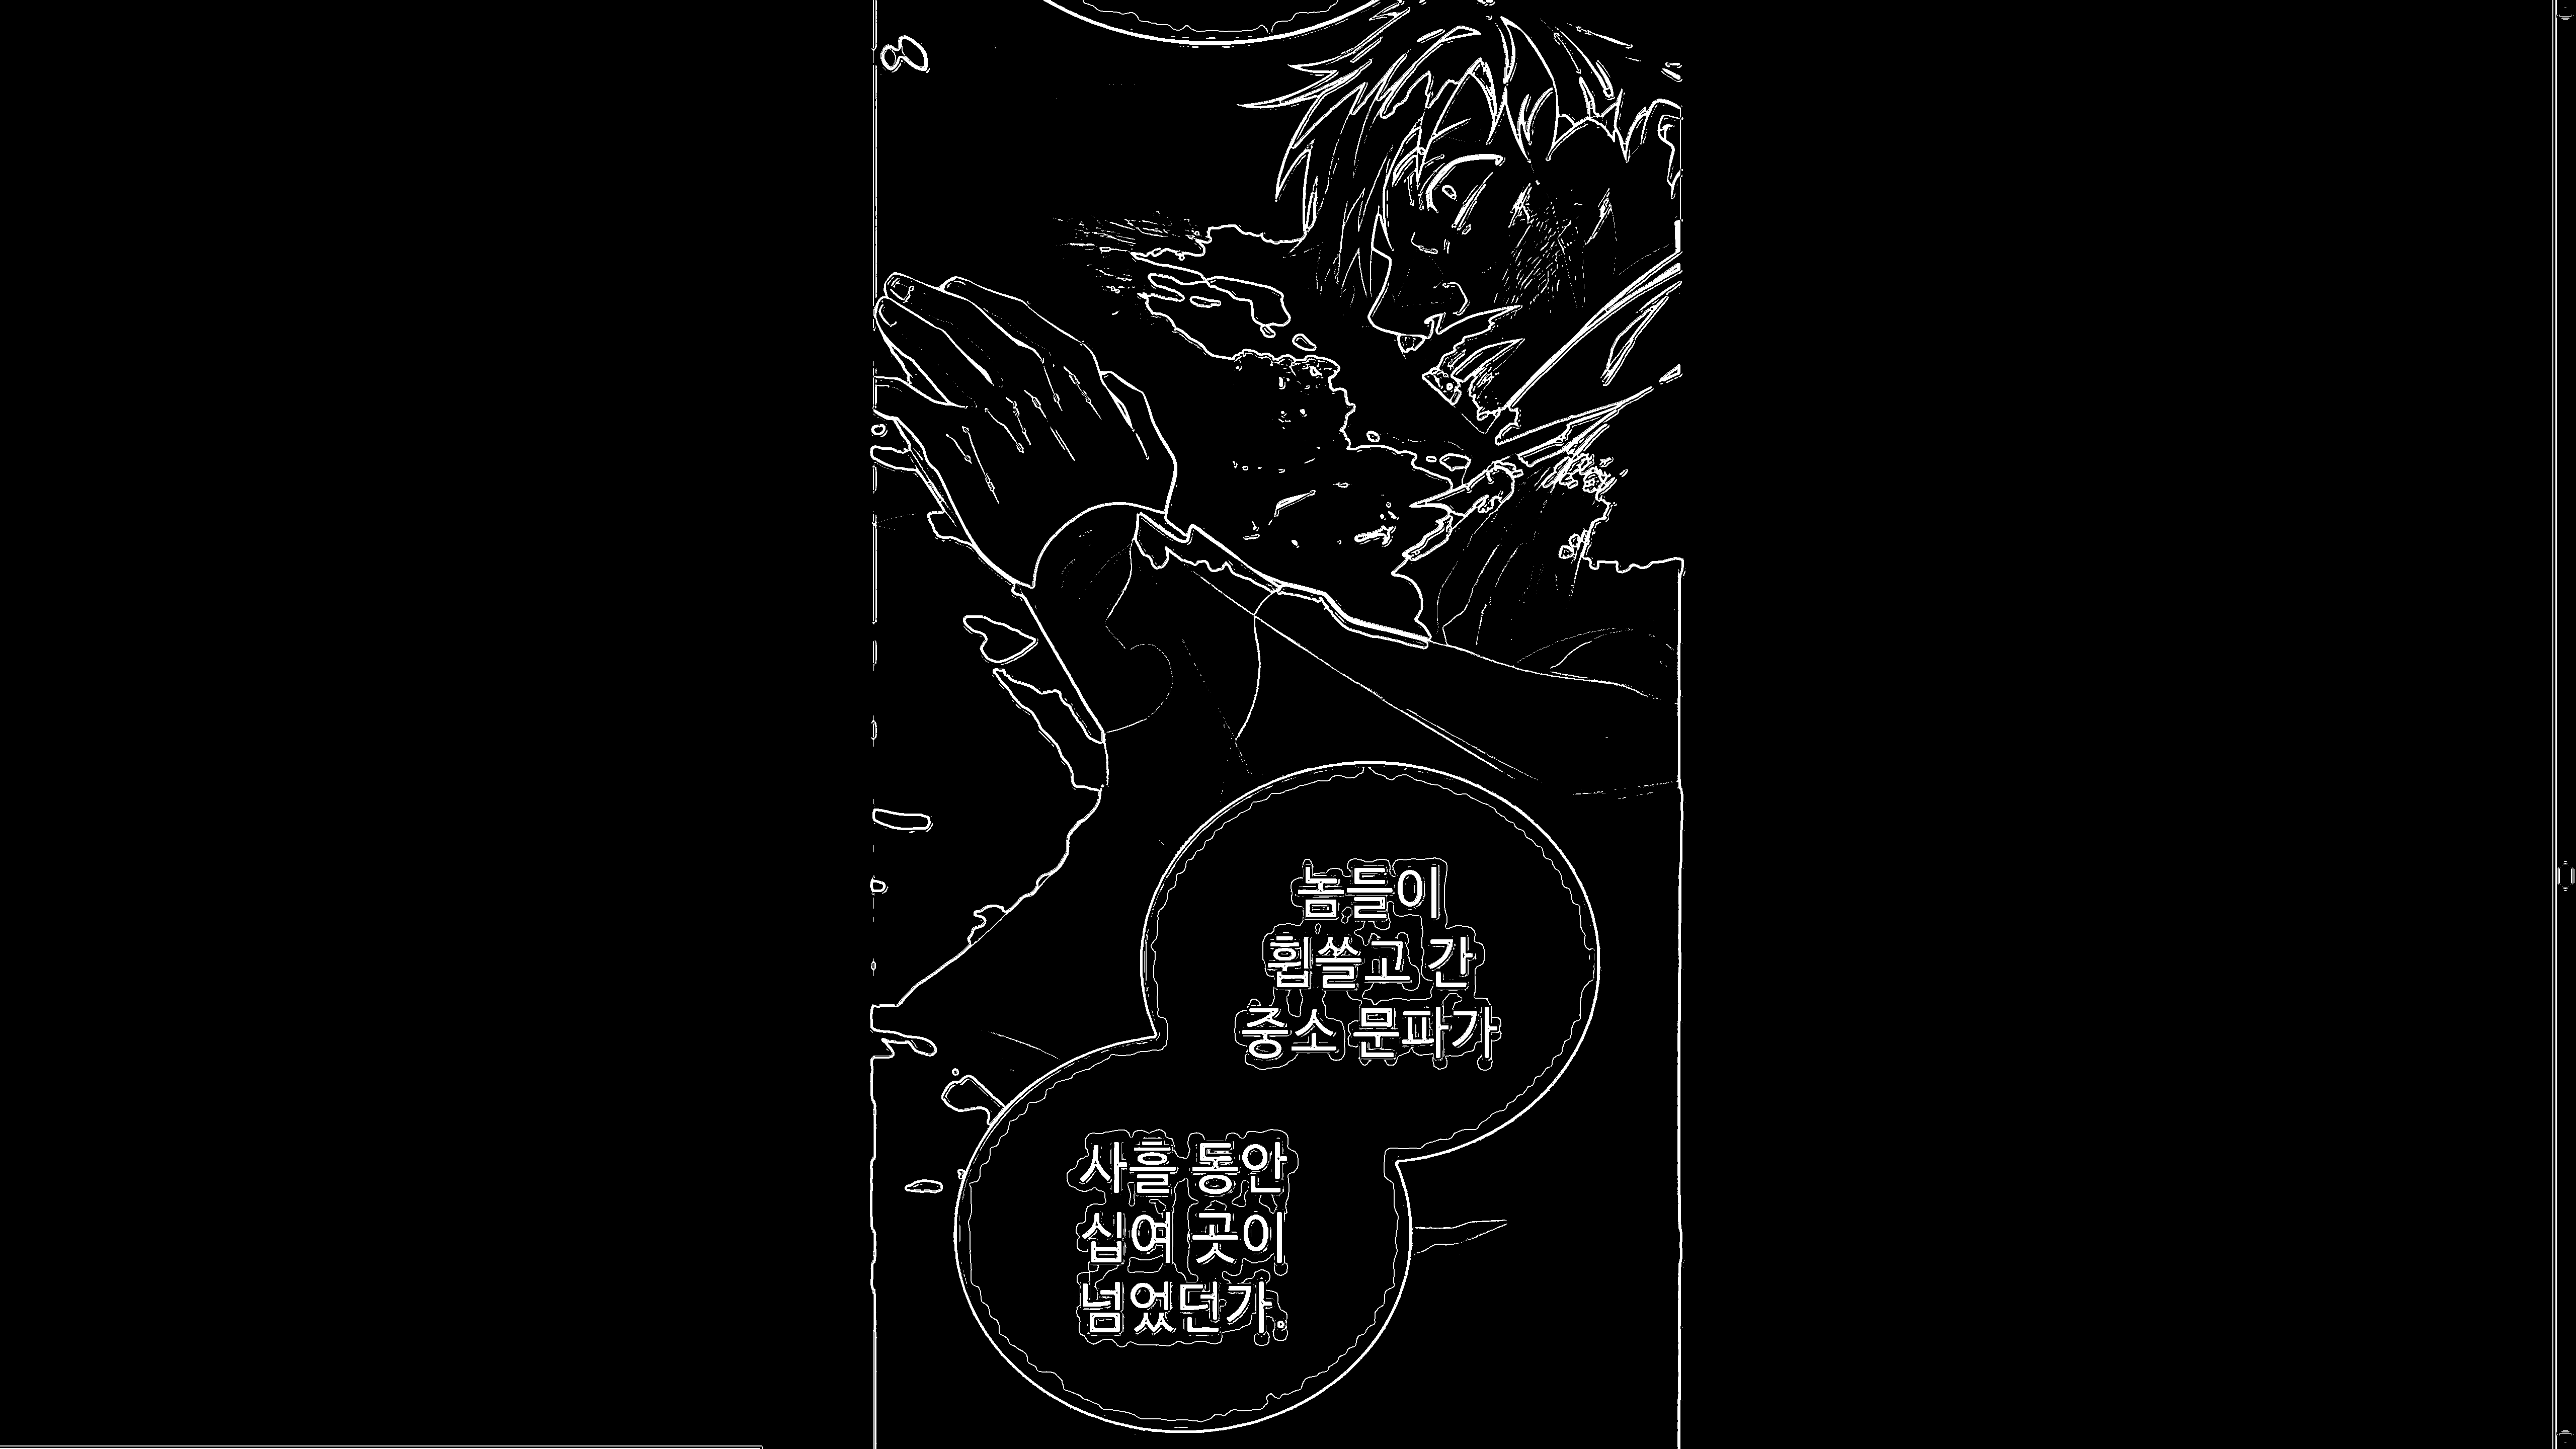 놈들이
휩쓸고 간
중소 문파가
사흘 동안
십여 곳이
넘었던가.